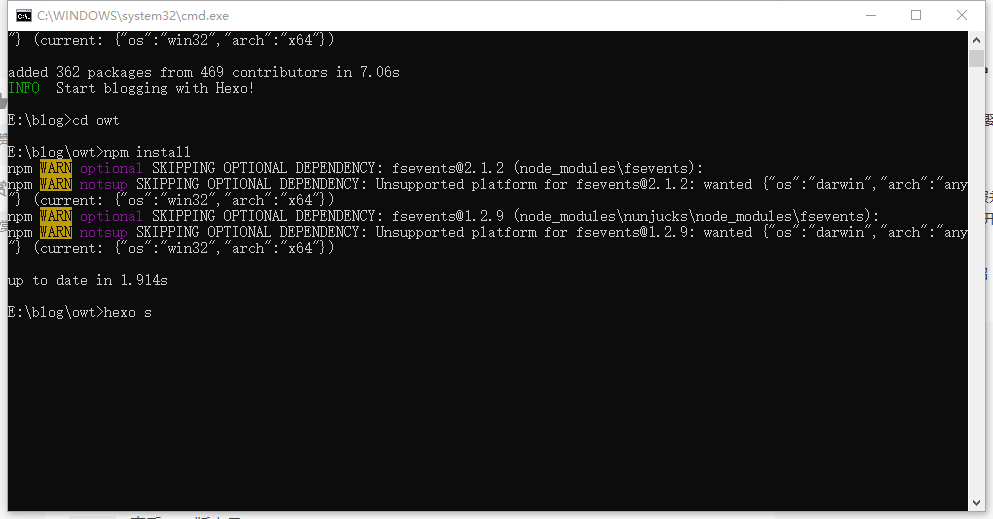 C:\WINDOWS\system32\cmd.exe
"} (current: {"os":"win32","arch":"x64"})
added 362 packages from 469 contributors in 7.06s
INFO  Start blogging with Hexo!
E:\blog>cd owt
E:\blog\owt>npm install
npm WARN optional SKIPPING OPTIONAL DEPENDENCY: fsevents@2.1.2 (node_modules\fsevents):
npm WARN notsup SKIPPING OPTIONAL DEPENDENCY: Unsupported platform for fsevents@2.1.2: wanted {"os":"darwin","arch":"any
"} (current: {"os":"win32","arch":"x64"})
npm WARN optional SKIPPING OPTIONAL DEPENDENCY: fsevents@1.2.9 (node_modules\nunjucks\node_modules\fsevents):
npm WARN notsup SKIPPING OPTIONAL DEPENDENCY: Unsupported platform for fsevents@1.2.9: wanted {"os":"darwin","arch":"any
"} (current: {"os":"win32","arch":"x64"})
up to date in 1.914s
E:\blog\owt>hexo s